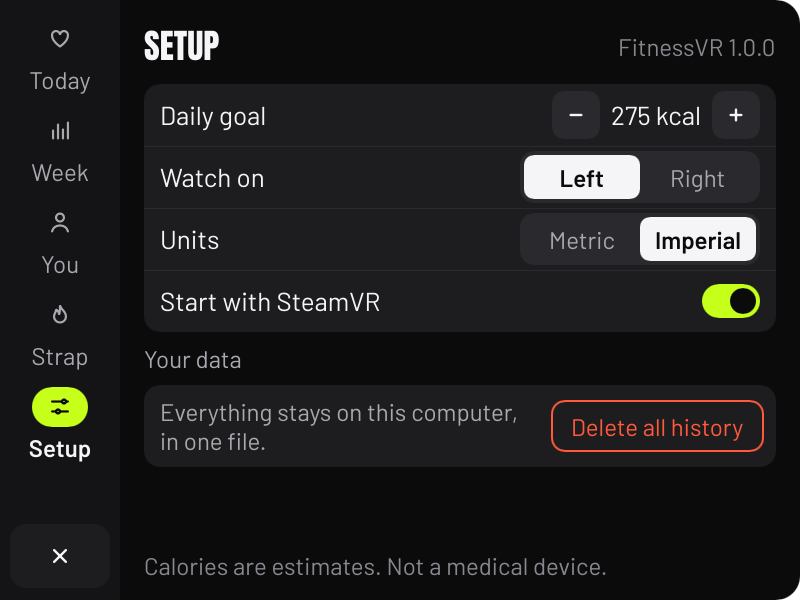 Today
Week
You
Strap
Setup
SETUP
FitnessVR 1.0.0
Daily goal
− 275 kcal +
Watch on
Left Right
Units
Metric Imperial
Start with SteamVR
Your data
Everything stays on this computer,
in one file.
Delete all history
Calories are estimates. Not a medical device.